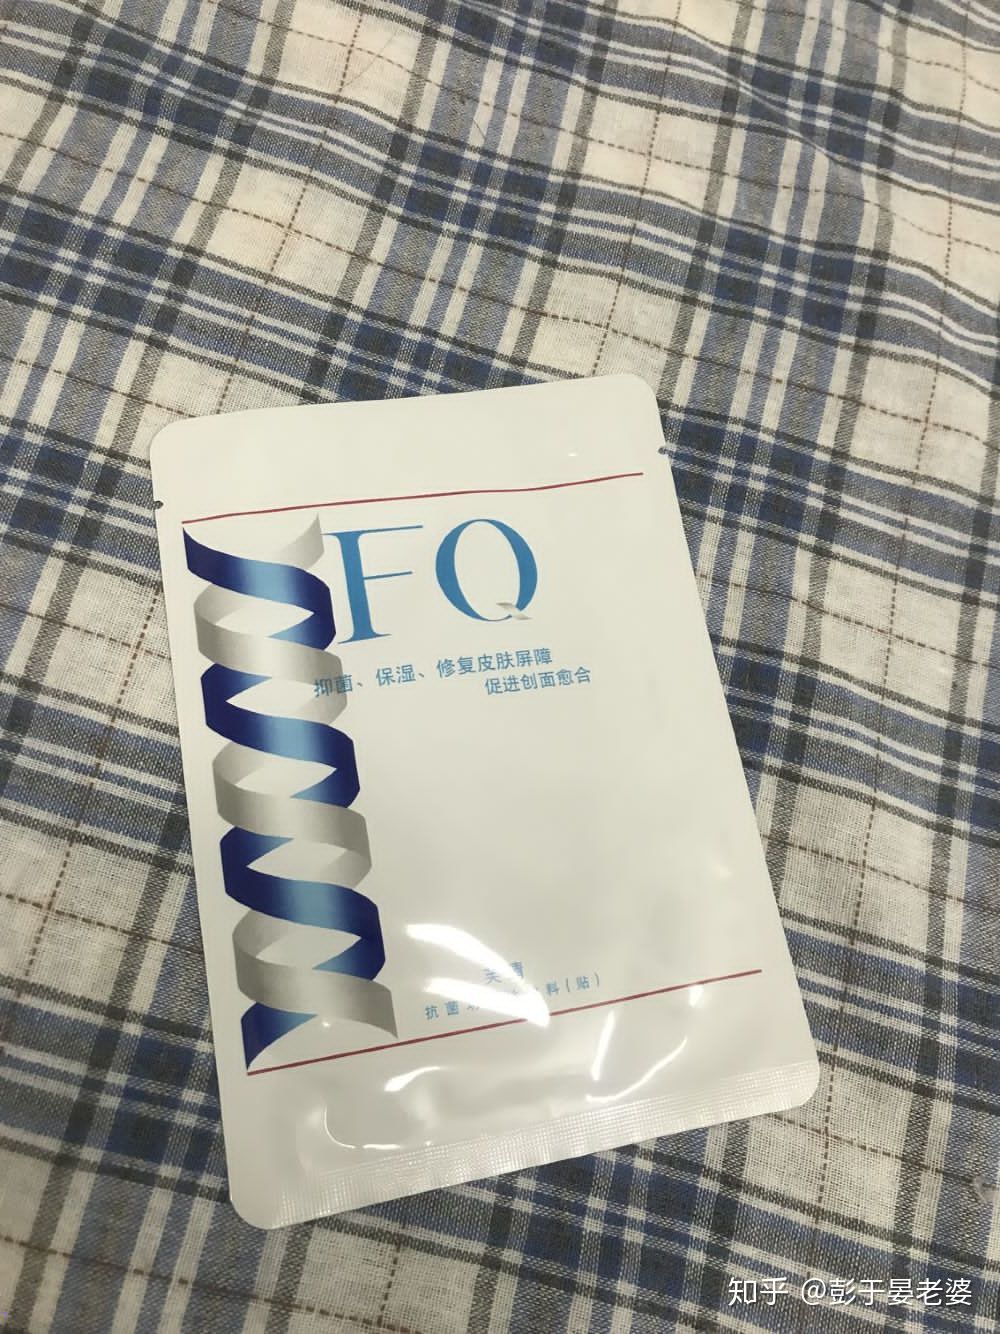 FQ
抑菌、保湿、修复皮肤屏障
促进创面愈合
芙清
抗菌 料(贴)
知乎 @彭于晏老婆